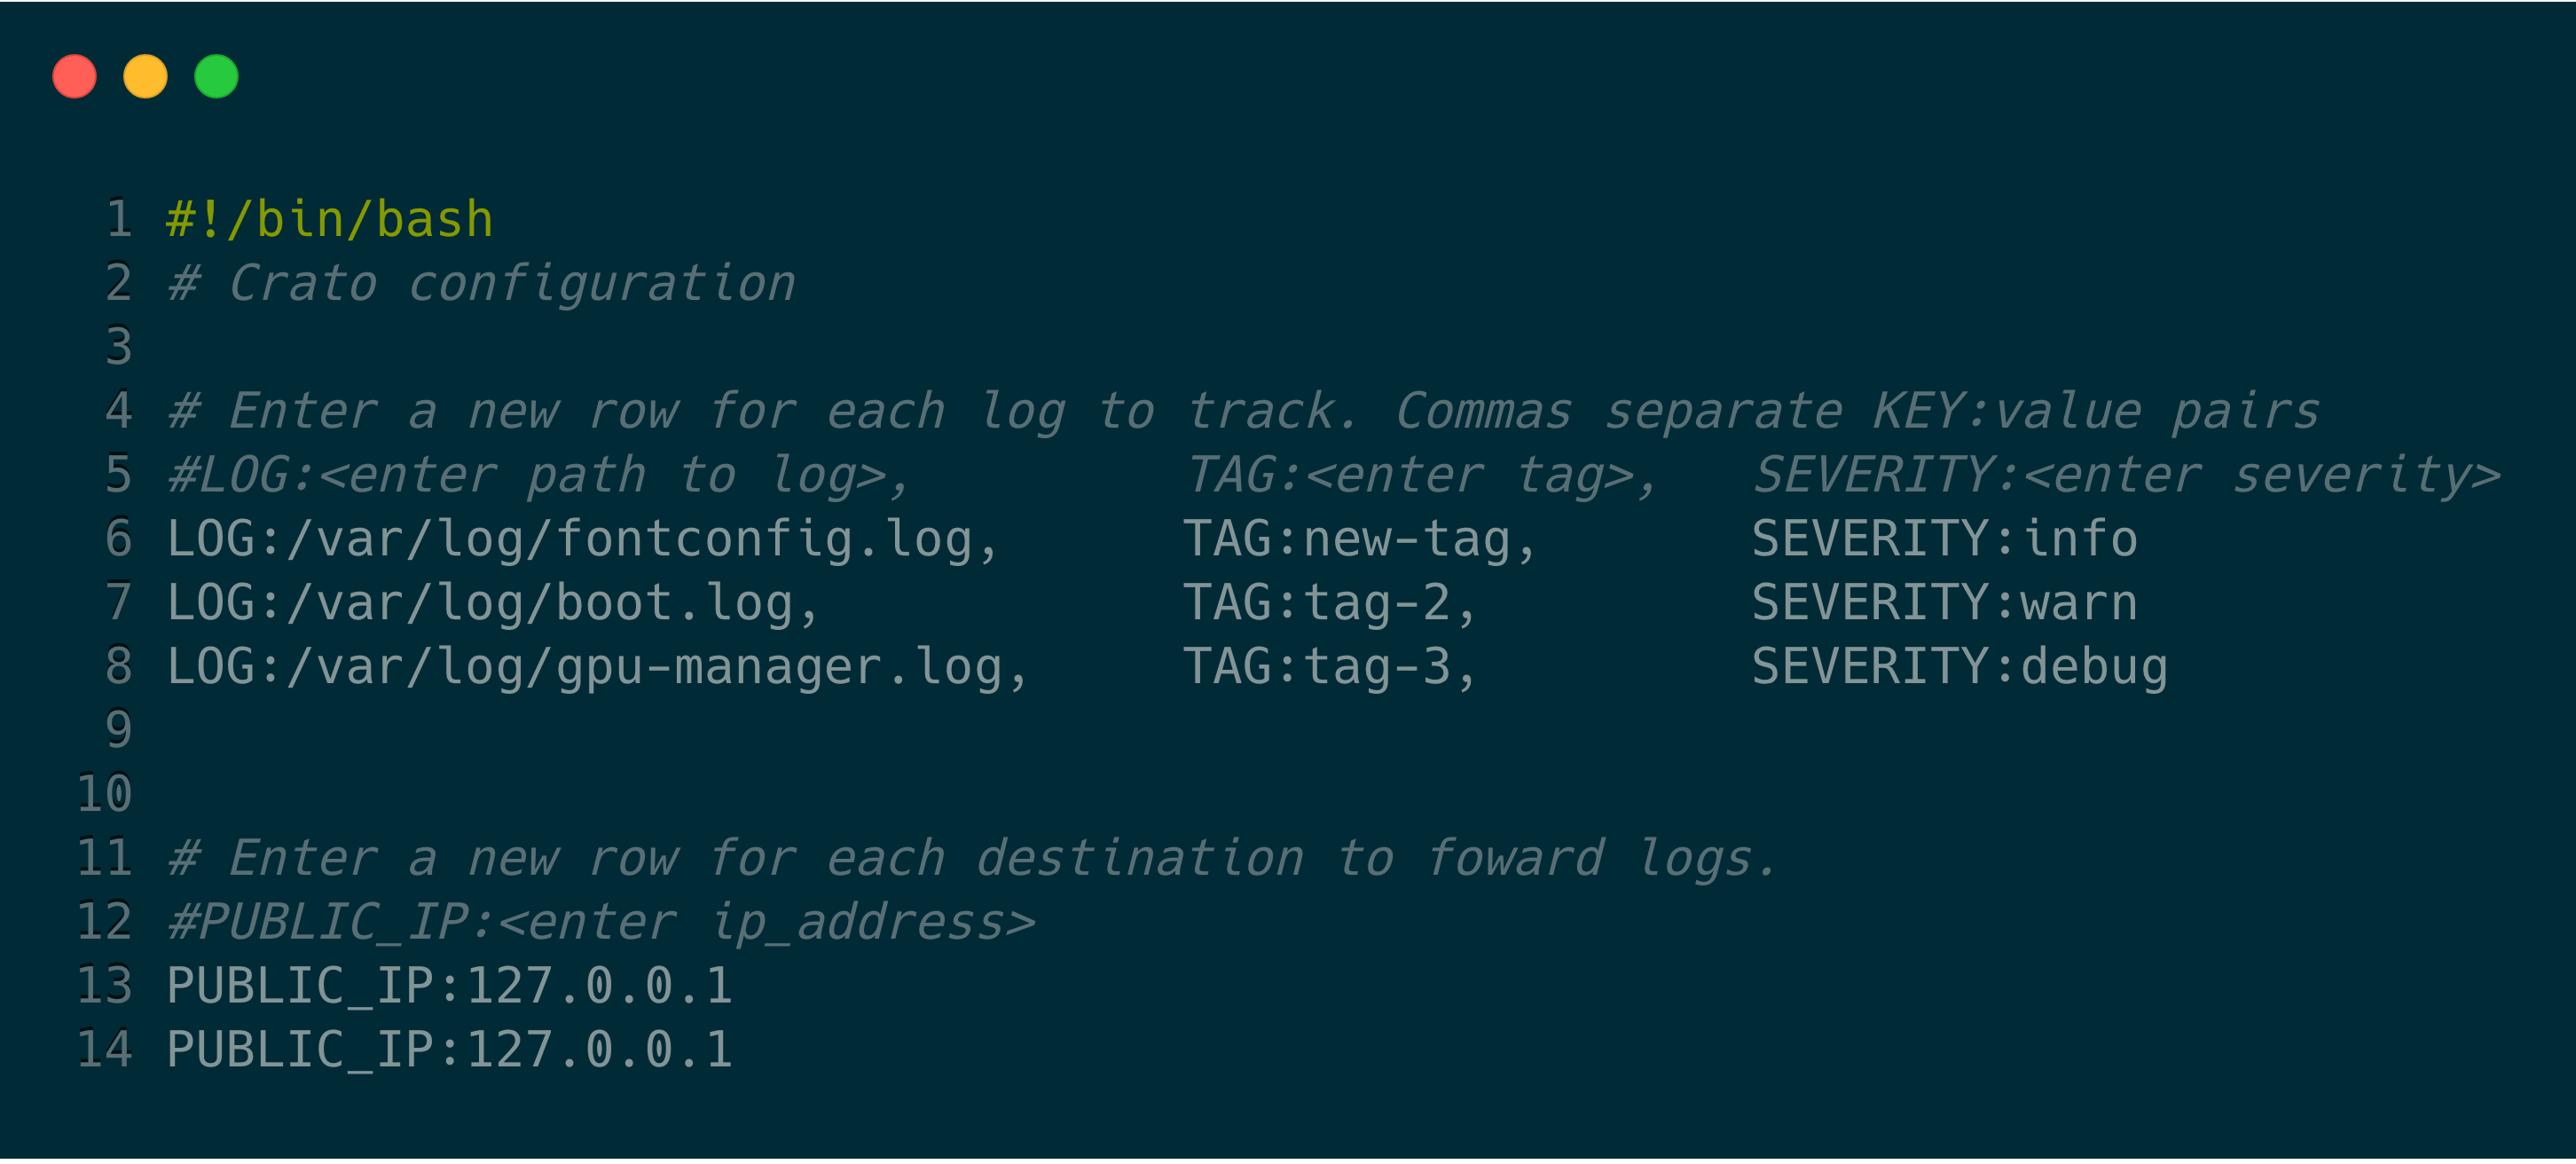 1 #!/bin/bash
2 # Crato configuration
3
4 # Enter a new row for each log to track. Commas separate KEY:value pairs
5 #LOG:<enter path to log>,         TAG:<enter tag>,   SEVERITY:<enter severity>
6 LOG:/var/log/fontconfig.log,      TAG:new-tag,       SEVERITY:info
7 LOG:/var/log/boot.log,            TAG:tag-2,         SEVERITY:warn
8 LOG:/var/log/gpu-manager.log,     TAG:tag-3,         SEVERITY:debug
9
10
11 # Enter a new row for each destination to foward logs.
12 #PUBLIC_IP:<enter ip_address>
13 PUBLIC_IP:127.0.0.1
14 PUBLIC_IP:127.0.0.1